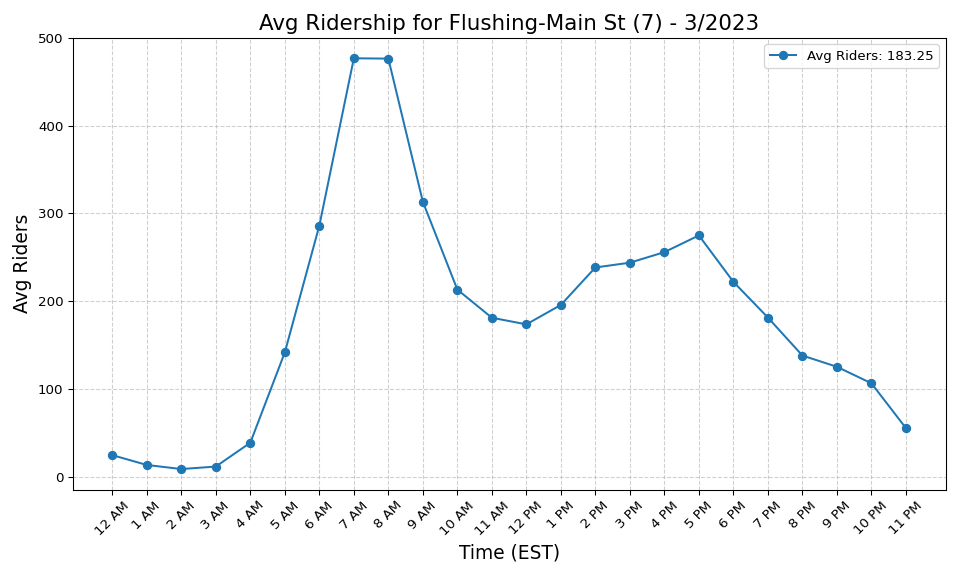 Avg Ridership for Flushing-Main St (7) - 3/2023
Avg Riders: 183.25
500
400
300
200
100
0
Avg Riders
12 AM
1 AM
2 AM
3 AM
4 AM
5 AM
6 AM
7 AM
8 AM
9 AM
10 AM
11 AM
12 PM
1 PM
2 PM
3 PM
4 PM
5 PM
6 PM
7 PM
8 PM
9 PM
10 PM
11 PM
Time (EST)